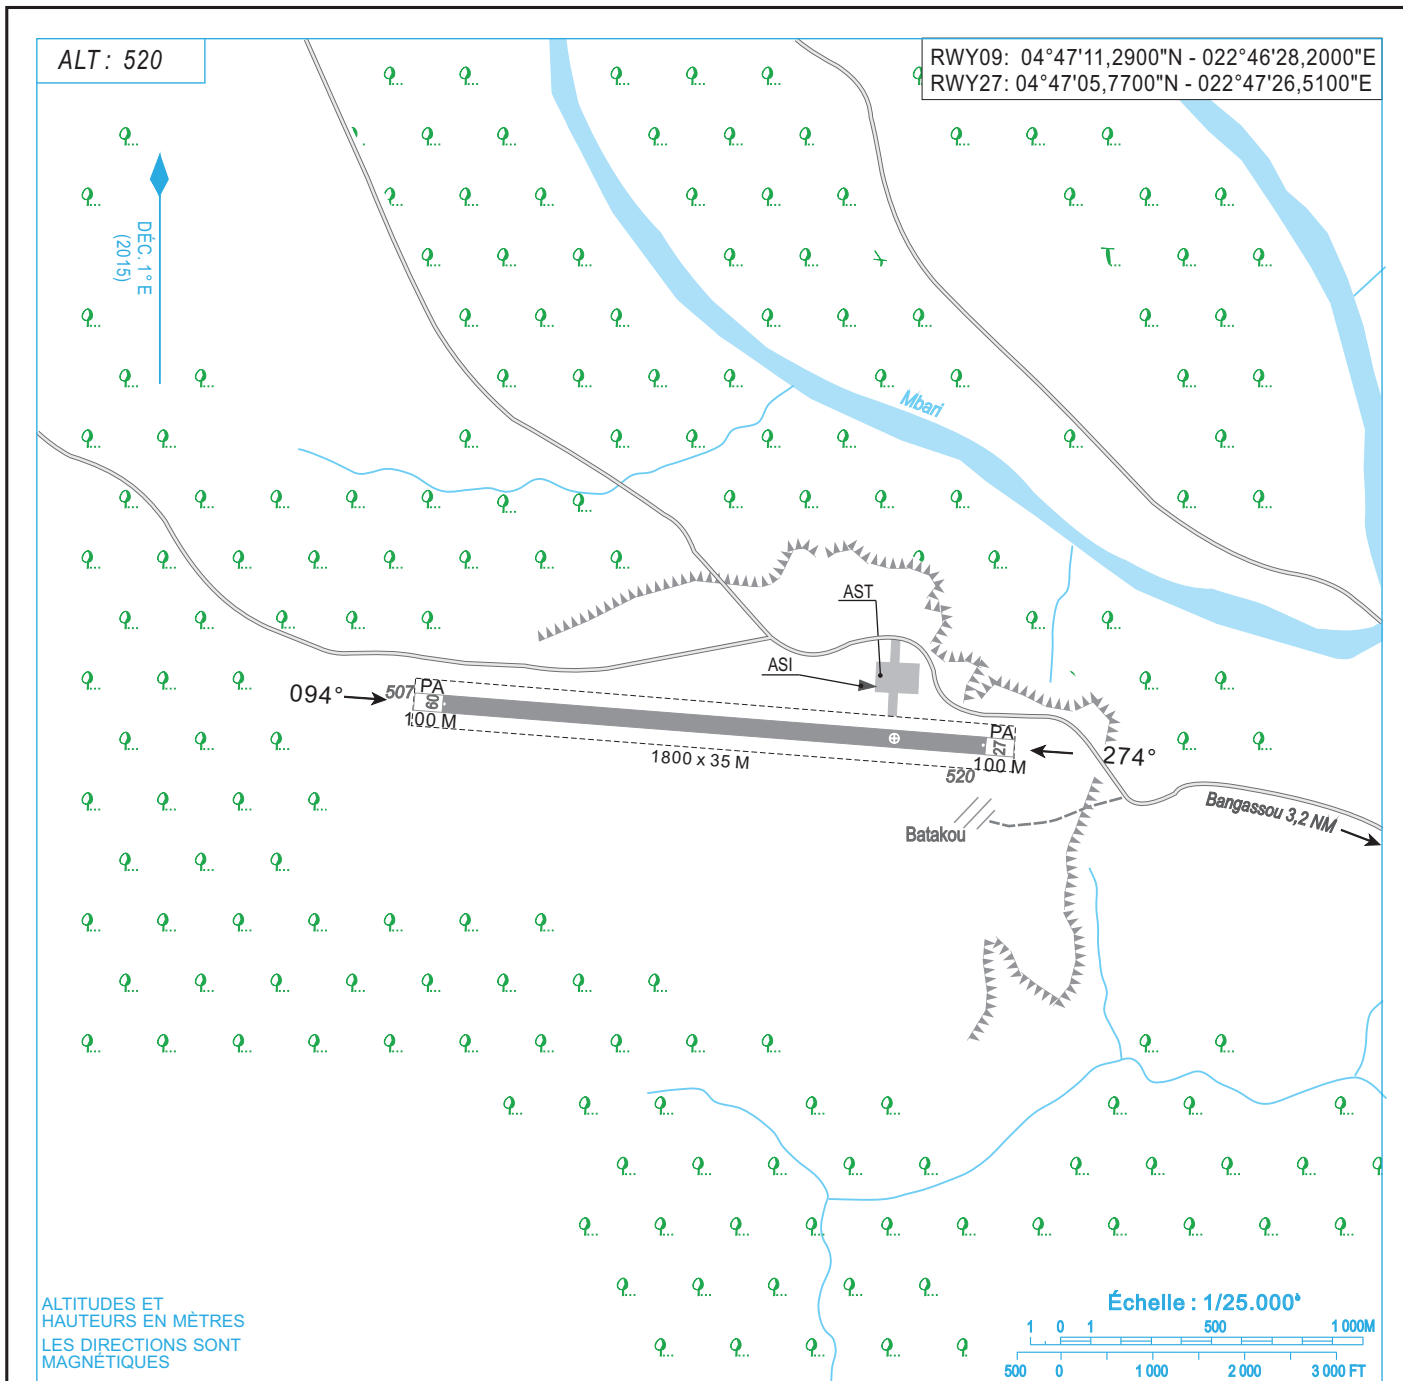 ALT : 520
RWY09: 04°47'11,2900"N - 022°46'28,2000"E
RWY27: 04°47'05,7700"N - 022°47'26,5100"E
DÉC. 1° E
(2015)
Mbari
AST
ASI
094°
507
PA
09
100 M
1800 x 35 M
PA
27
100 M
274°
520
Batakou
Bangassou 3,2 NM
ALTITUDES ET
HAUTEURS EN MÈTRES
LES DIRECTIONS SONT
MAGNÉTIQUES
Échelle : 1/25.000è
1 0 1 500 1 000M
500 0 1 000 2 000 3 000 FT